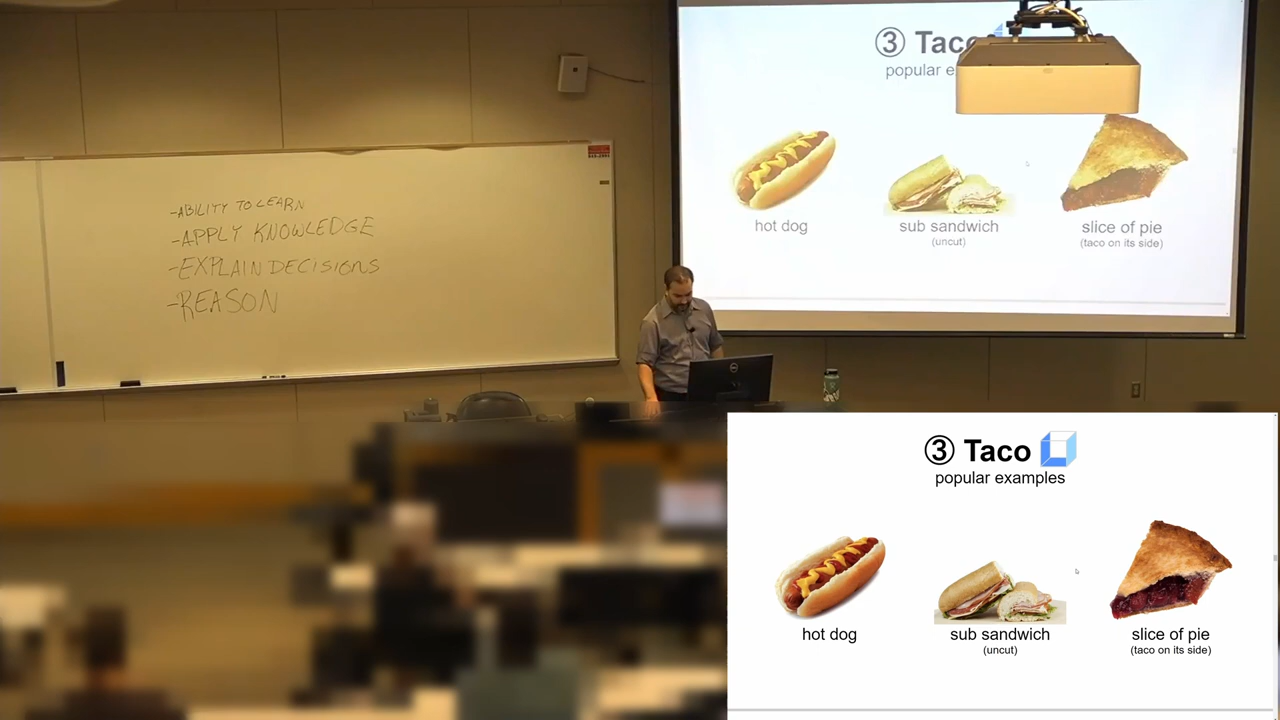 -ABILITY TO LEARN
-APPLY KNOWLEDGE
-EXPLAIN DECISIONS
-REASON
③ Taco
popular e
hot dog
sub sandwich
(uncut)
slice of pie
(taco on its side)
DELL
③ Taco
popular examples
hot dog
sub sandwich
(uncut)
slice of pie
(taco on its side)